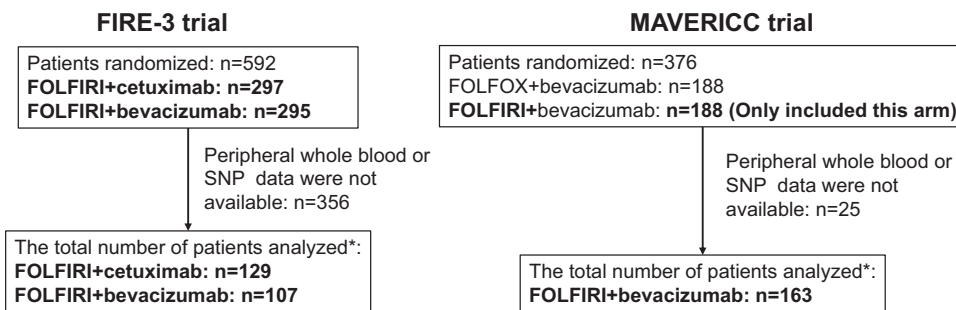 FIRE-3 trial
Patients randomized: n=592
FOLFIRI+cetuximab: n=297
FOLFIRI+bevacizumab: n=295
Peripheral whole blood or
SNP data were not
available: n=356
The total number of patients analyzed*:
FOLFIRI+cetuximab: n=129
FOLFIRI+bevacizumab: n=107
MAVERICC trial
Patients randomized: n=376
FOLFOX+bevacizumab: n=188
FOLFIRI+bevacizumab: n=188 (Only included this arm)
Peripheral whole blood or
SNP data were not
available: n=25
The total number of patients analyzed*:
FOLFIRI+bevacizumab: n=163